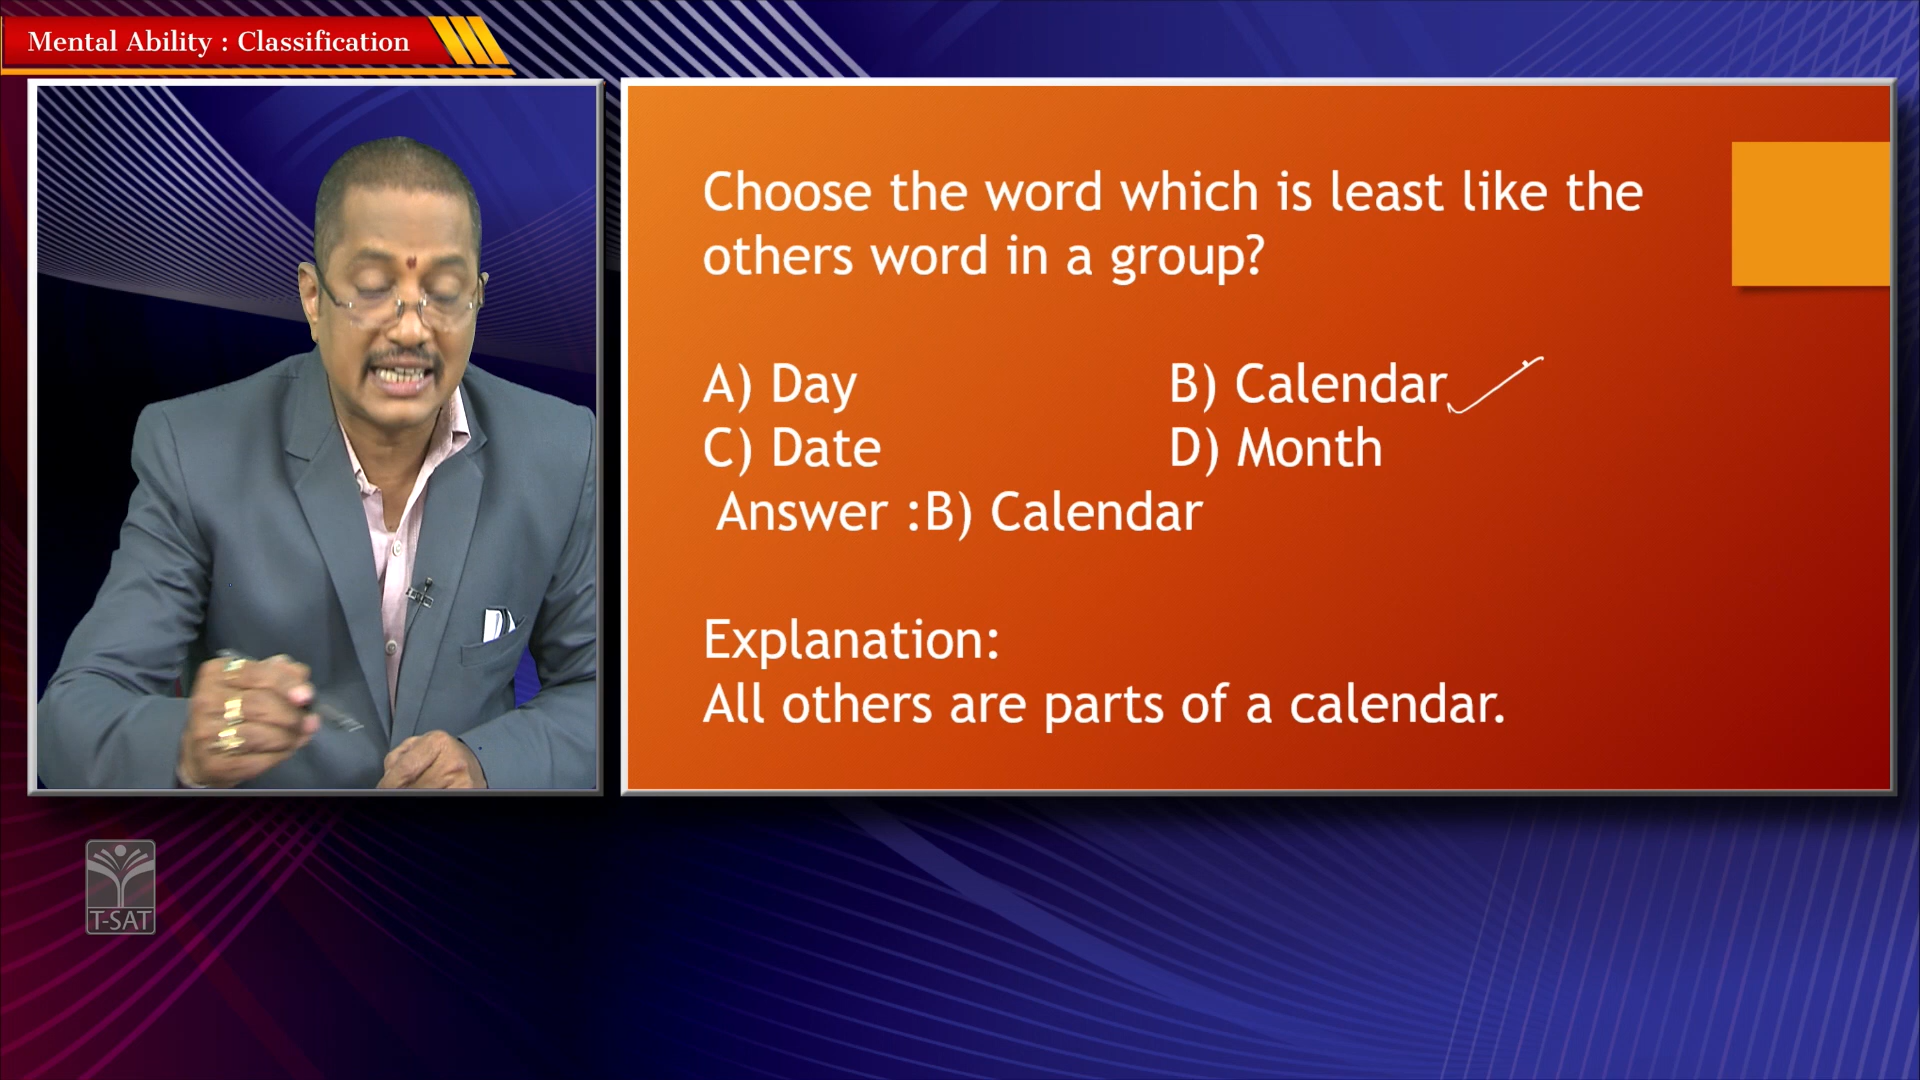 Mental Ability : Classification
Choose the word which is least like the
others word in a group?
A) Day B) Calendar
C) Date D) Month
Answer :B) Calendar
Explanation:
All others are parts of a calendar.
T-SAT